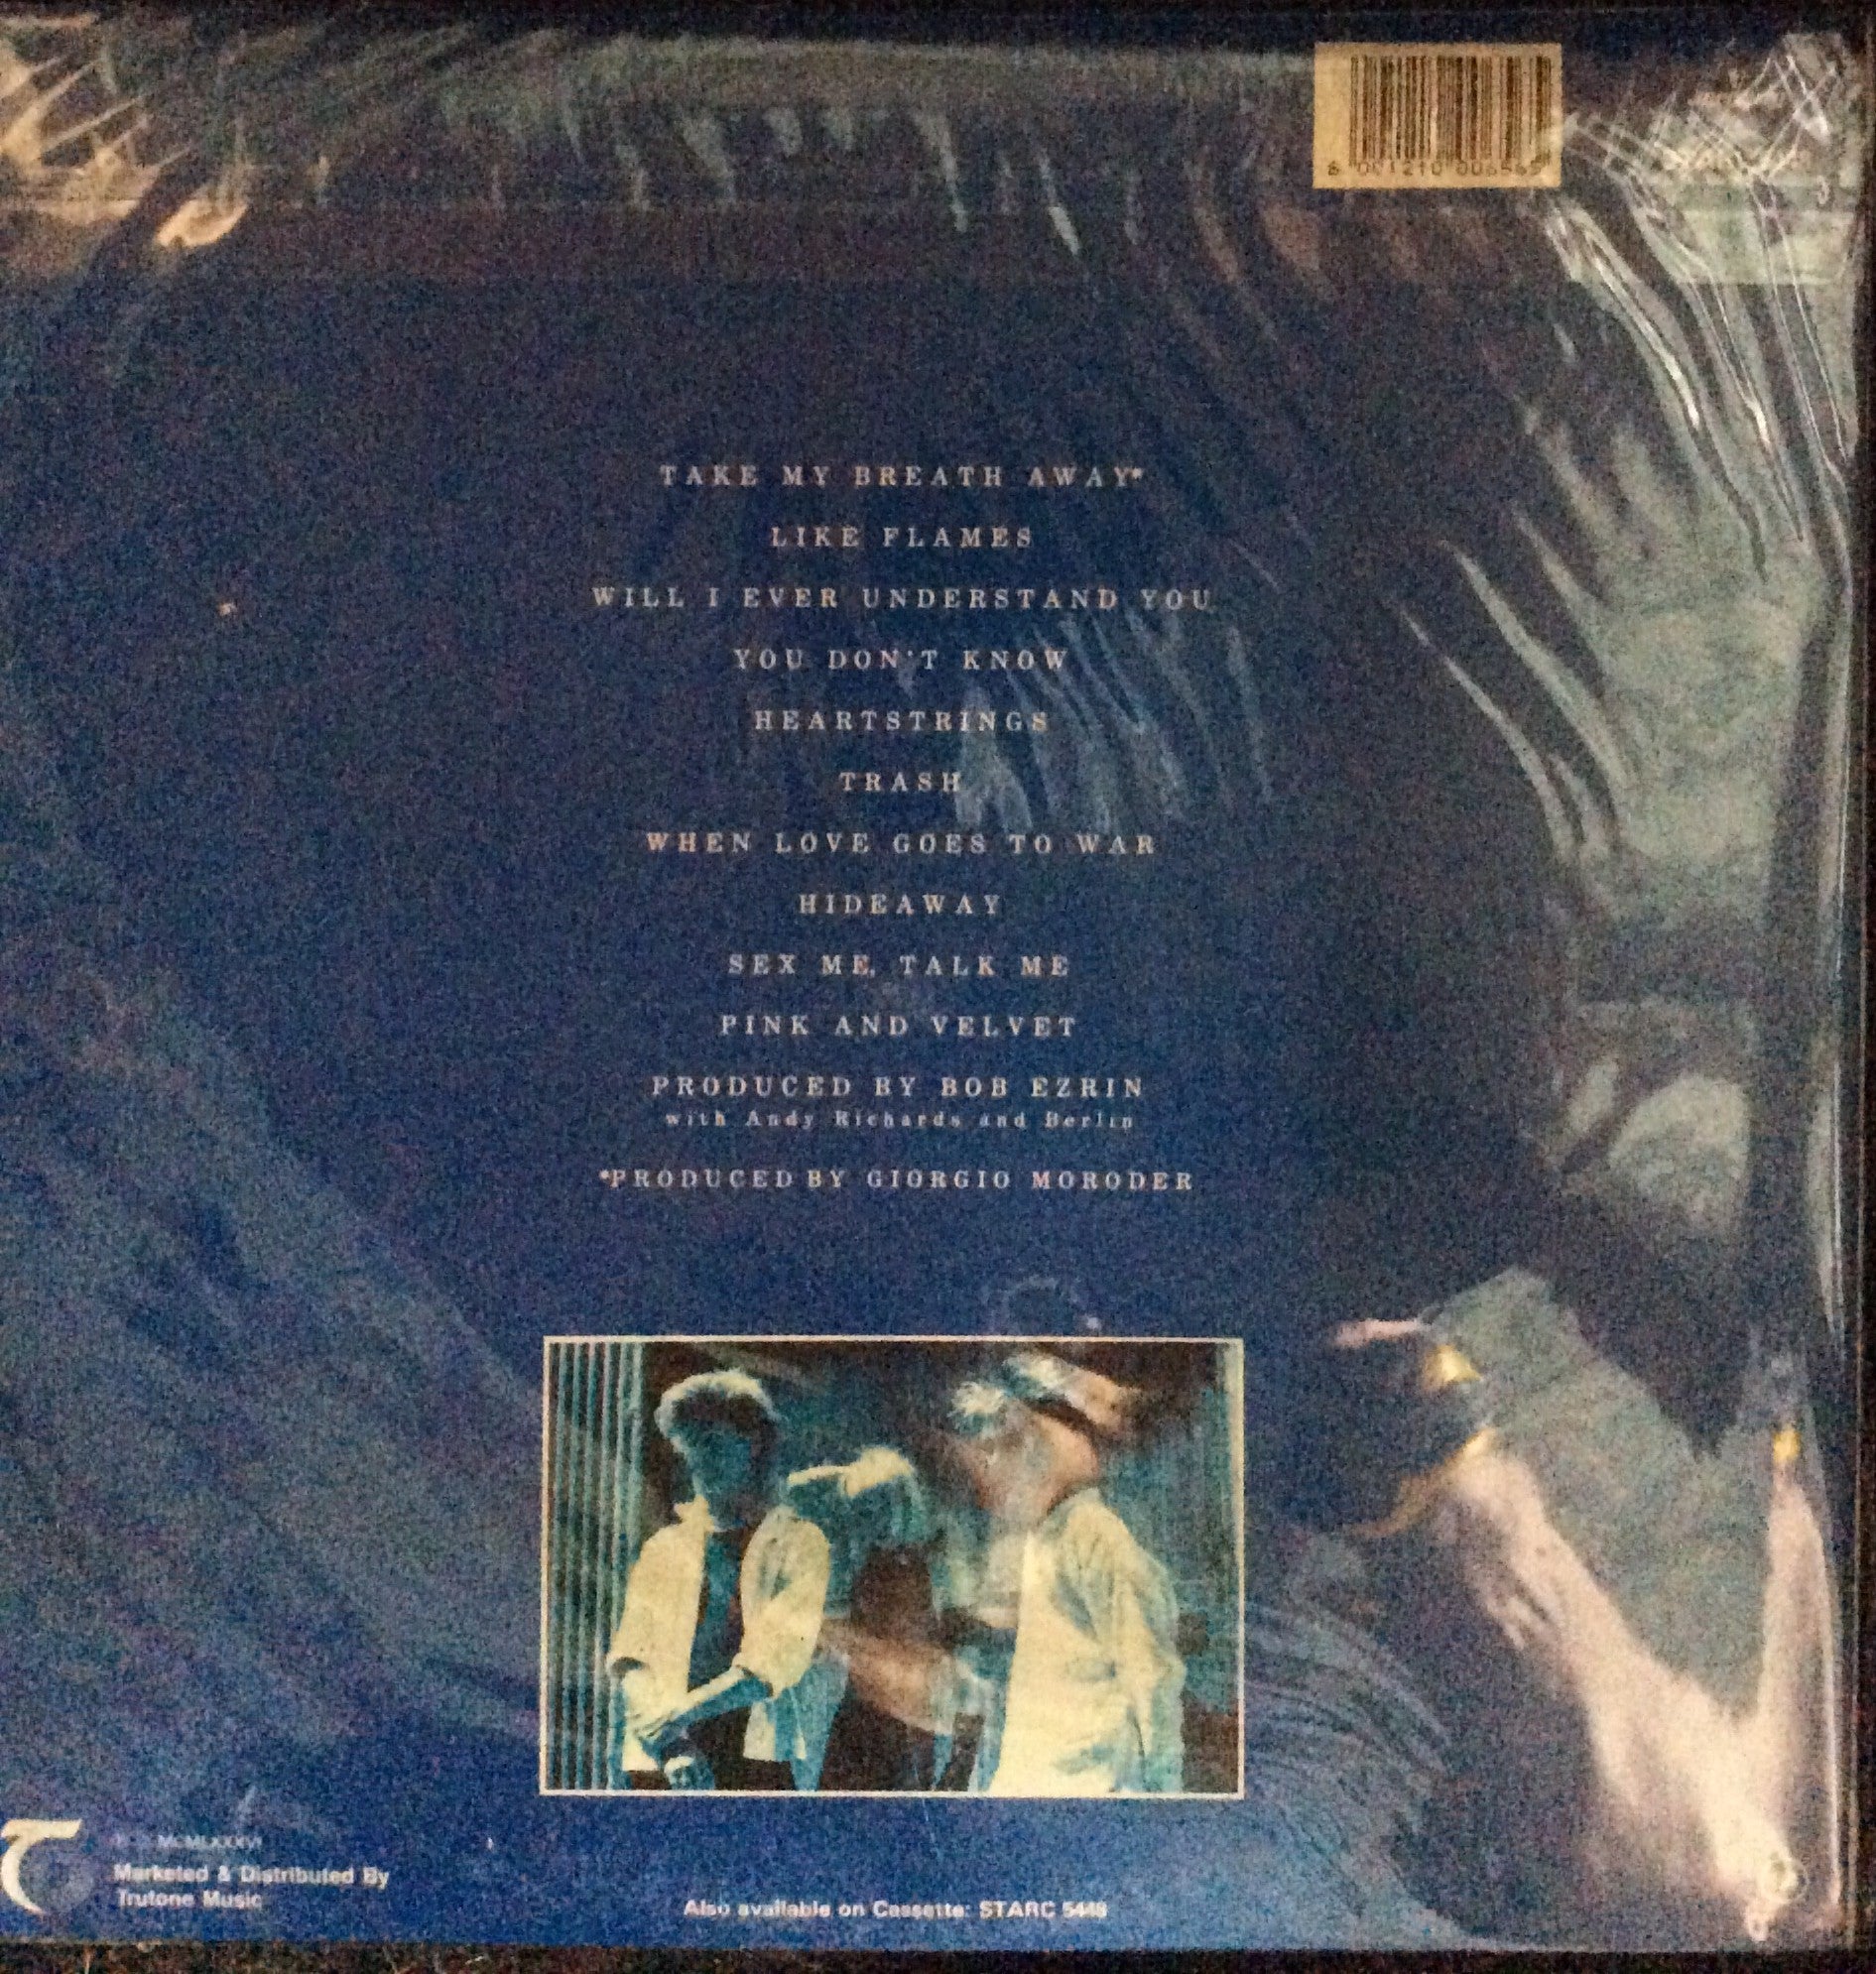 TAKE MY BREATH AWAY*
LIKE FLAMES
WILL I EVER UNDERSTAND YOU
YOU DON'T KNOW
HEARTSTRINGS
TRASH
WHEN LOVE GOES TO WAR
HIDEAWAY
SEX ME, TALK ME
PINK AND VELVET
PRODUCED BY BOB EZRIN
with Andy Richards and Berlin
*PRODUCED BY GIORGIO MORODER
MCMLXXXVI
Marketed & Distributed By
Trutone Music
Also available on Cassette: STARC 5448